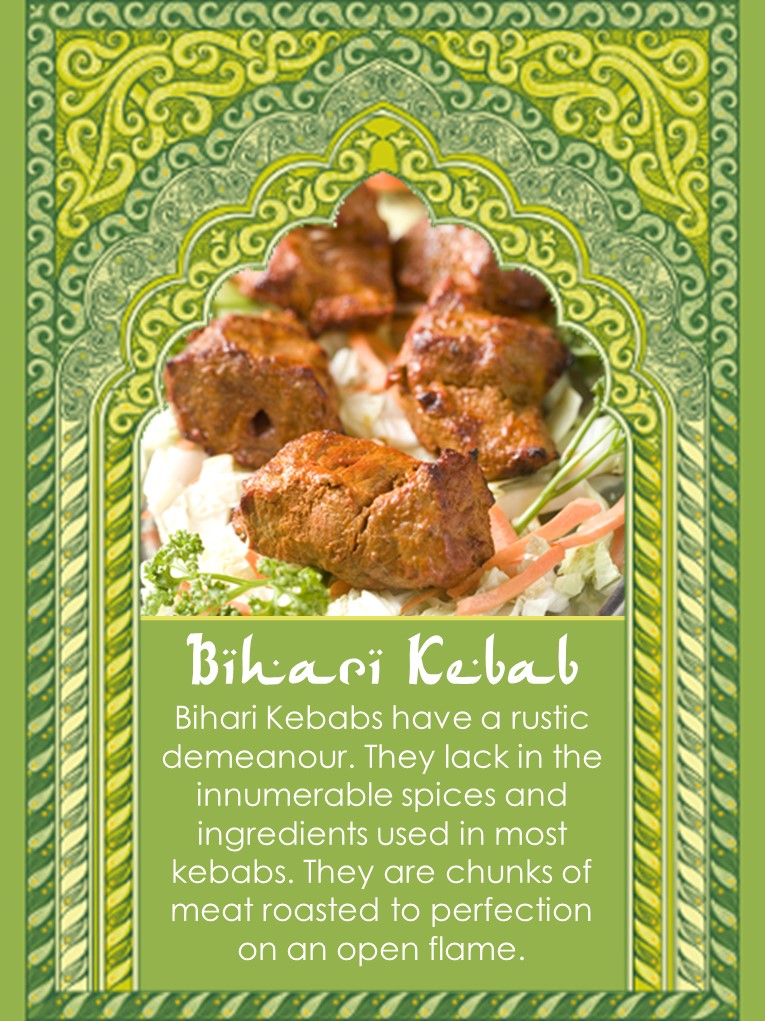 Bihari Kebab
Bihari Kebabs have a rustic
demeanour. They lack in the
innumerable spices and
ingredients used in most
kebabs. They are chunks of
meat roasted to perfection
on an open flame.